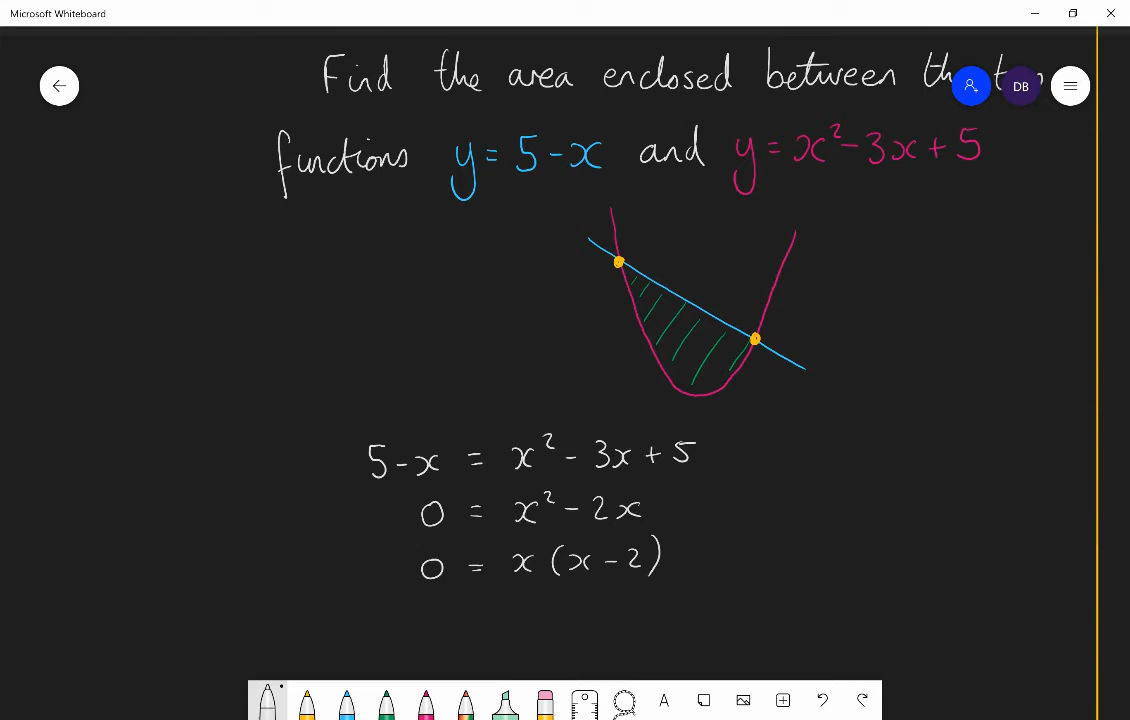 Microsoft Whiteboard
Find the area enclosed between the
DB
functions y = 5 - x and y = x² - 3x + 5
5 - x = x² - 3x + 5
0 = x² - 2x
0 = x (x - 2)
A